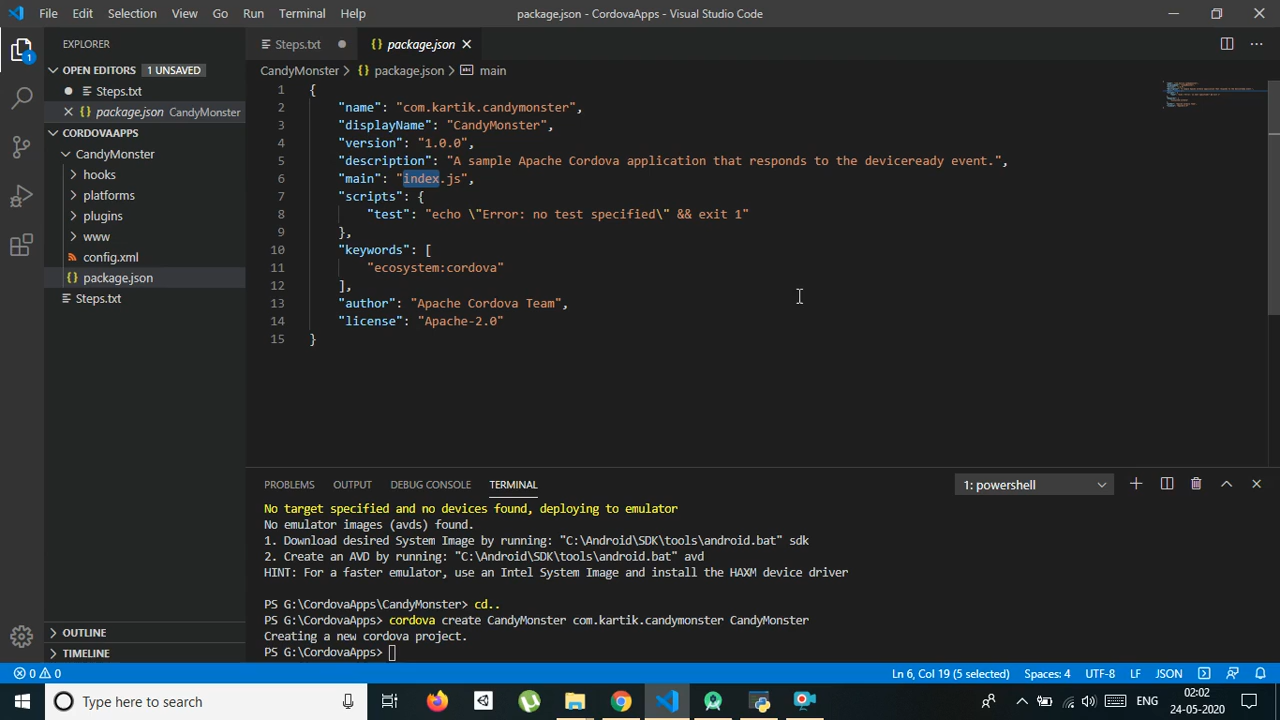 File Edit Selection View Go Run Terminal Help package.json - CordovaApps - Visual Studio Code
EXPLORER
OPEN EDITORS 1 UNSAVED
Steps.txt
package.json CandyMonster
CORDOVAAPPS
CandyMonster
hooks
platforms
plugins
www
config.xml
package.json
Steps.txt
OUTLINE
TIMELINE
1
Steps.txt package.json
CandyMonster > {} package.json > main
1 {
2 "name": "com.kartik.candymonster",
3 "displayName": "CandyMonster",
4 "version": "1.0.0",
5 "description": "A sample Apache Cordova application that responds to the deviceready event.",
6 "main": "index.js",
7 "scripts": {
8 "test": "echo \"Error: no test specified\" && exit 1"
9 },
10 "keywords": [
11 "ecosystem:cordova"
12 ],
13 "author": "Apache Cordova Team",
14 "license": "Apache-2.0"
15 }
PROBLEMS OUTPUT DEBUG CONSOLE TERMINAL 1: powershell
No target specified and no devices found, deploying to emulator
No emulator images (avds) found.
1. Download desired System Image by running: "C:\Android\SDK\tools\android.bat" sdk
2. Create an AVD by running: "C:\Android\SDK\tools\android.bat" avd
HINT: For a faster emulator, use an Intel System Image and install the HAXM device driver
PS G:\CordovaApps\CandyMonster> cd..
PS G:\CordovaApps> cordova create CandyMonster com.kartik.candymonster CandyMonster
Creating a new cordova project.
PS G:\CordovaApps>
0 0 Ln 6, Col 19 (5 selected) Spaces: 4 UTF-8 LF JSON
Type here to search ENG 02:02
24-05-2020